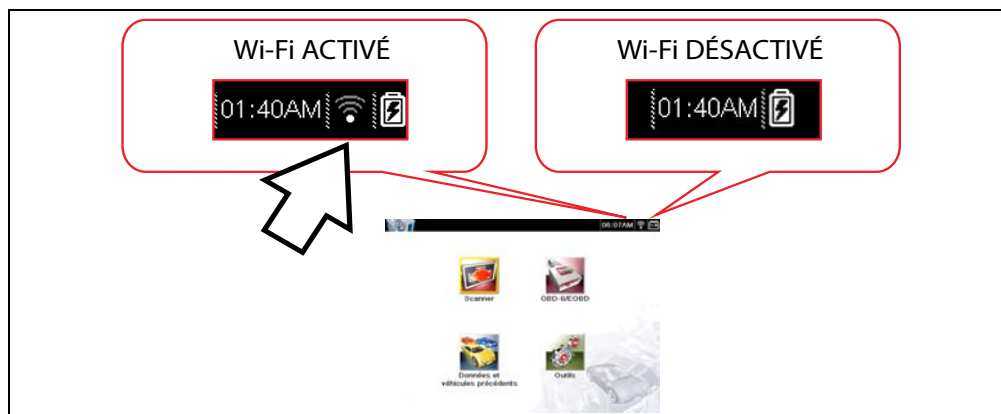 Wi-Fi ACTIVÉ
Wi-Fi DÉSACTIVÉ
01:40AM
01:40AM
06:07AM
Scanner
OBD-II/EOBD
Données et
véhicules précédents
Outils